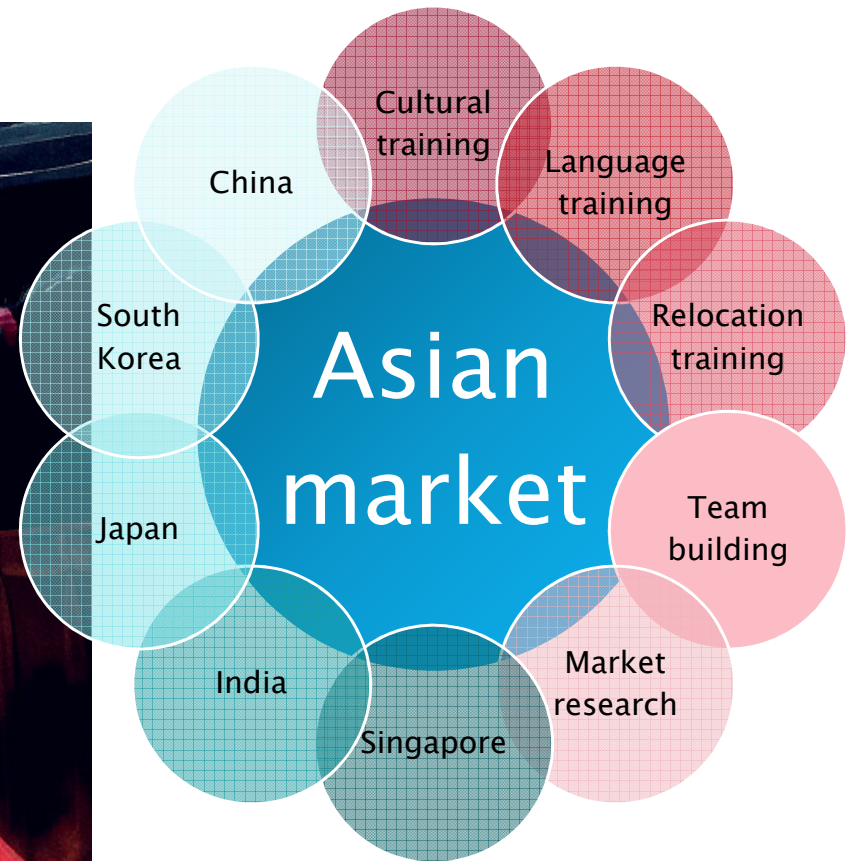 Cultural
training
Language
training
Relocation
training
Team
building
Market
research
Singapore
India
Japan
South
Korea
China
Asian
market